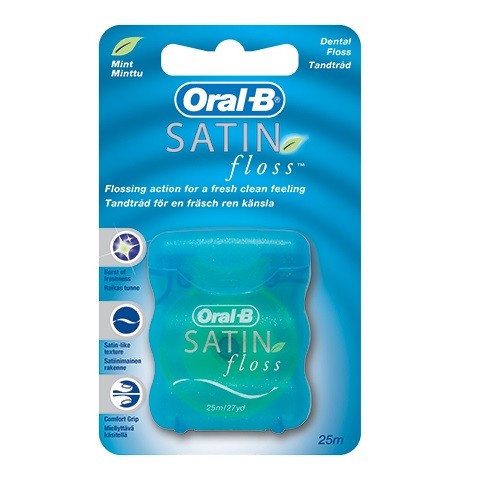 Mint
Minttu
Dental
Floss
Tandtråd
Oral-B®
SATIN
floss™
Flossing action for a fresh clean feeling
Tandtråd för en fräsch ren känsla
Burst of
freshness
Raikas tunne
Satin-like
texture
Satiinimainen
rakenne
Comfort Grip
Miellyttävä
käsitellä
Oral-B
SATIN
floss
25m/27yd
25m